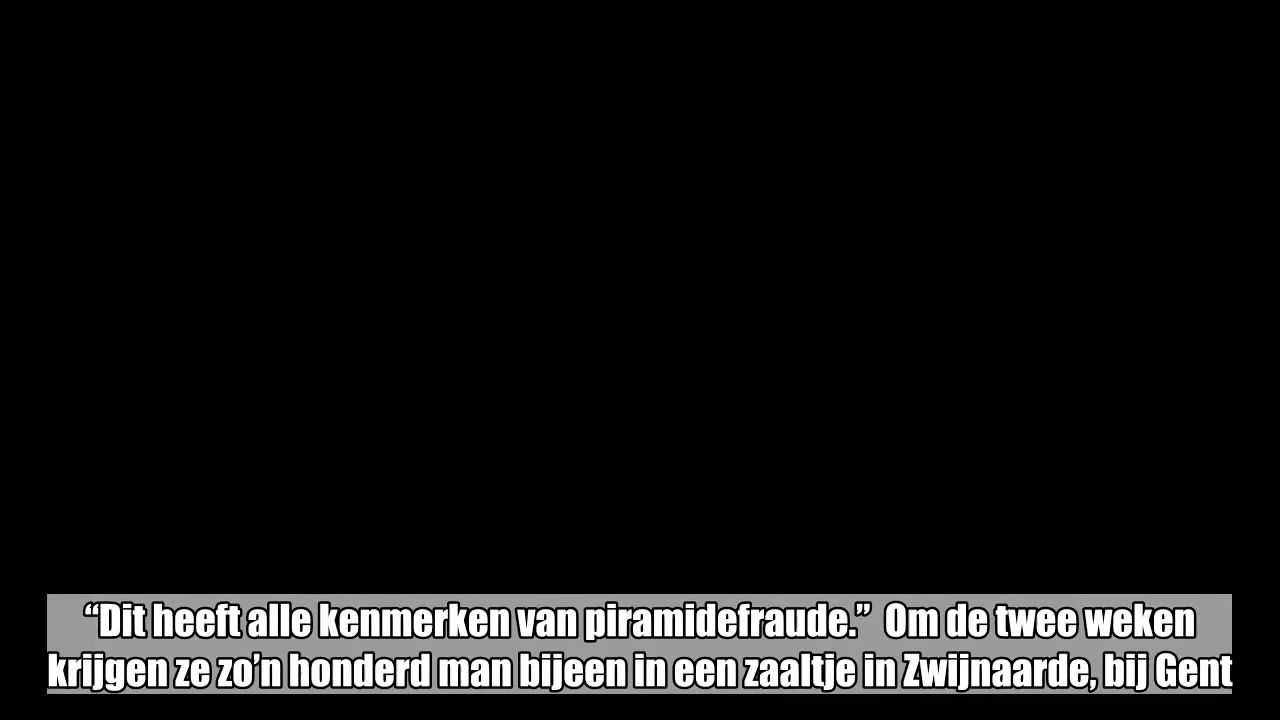 “Dit heeft alle kenmerken van piramidefraude.”  Om de twee weken
krijgen ze zo’n honderd man bijeen in een zaaltje in Zwijnaarde, bij Gent